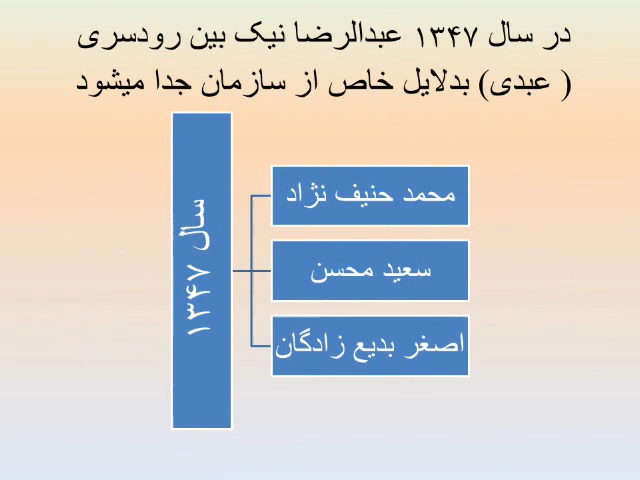 در سال ۱۳۴۷ عبدالرضا نیک بین رودسری
( عبدی) بدلایل خاص از سازمان جدا میشود
سال ۱۳۴۷
محمد حنیف نژاد
سعید محسن
اصغر بدیع زادگان